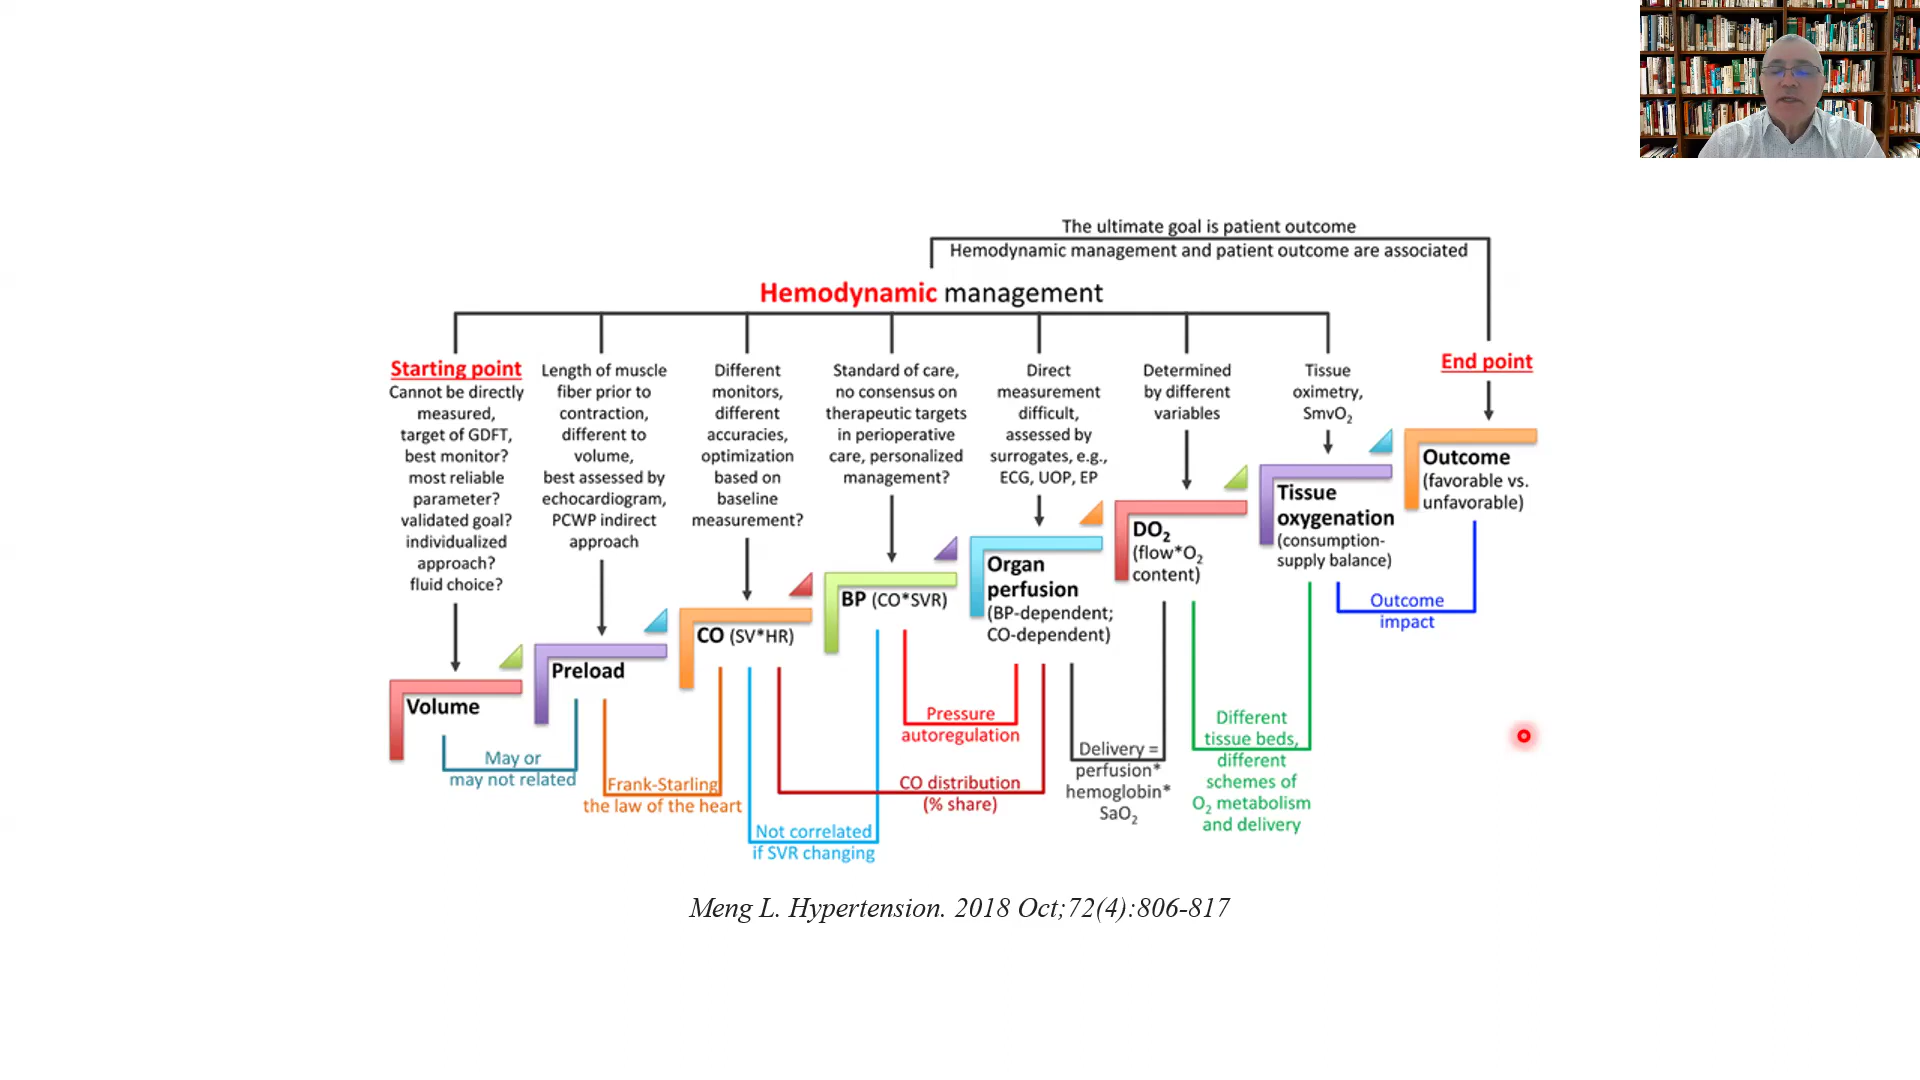 The ultimate goal is patient outcome
Hemodynamic management and patient outcome are associated
Hemodynamic management
Starting point
Cannot be directly
measured,
target of GDFT,
best monitor?
most reliable
parameter?
validated goal?
individualized
approach?
fluid choice?
Length of muscle
fiber prior to
contraction,
different to
volume,
best assessed by
echocardiogram,
PCWP indirect
approach
Different
monitors,
different
accuracies,
optimization
based on
baseline
measurement?
Standard of care,
no consensus on
therapeutic targets
in perioperative
care, personalized
management?
Direct
measurement
difficult,
assessed by
surrogates, e.g.,
ECG, UOP, EP
Determined
by different
variables
Tissue
oximetry,
SmvO2
End point
Volume
Preload
CO (SV*HR)
BP (CO*SVR)
Organ
perfusion
(BP-dependent;
CO-dependent)
DO2
(flow*O2
content)
Tissue
oxygenation
(consumption-
supply balance)
Outcome
(favorable vs.
unfavorable)
May or
may not related
Frank-Starling
the law of the heart
Not correlated
if SVR changing
Pressure
autoregulation
CO distribution
(% share)
Delivery =
perfusion*
hemoglobin*
SaO2
Different
tissue beds,
different
schemes of
O2 metabolism
and delivery
Outcome
impact
Meng L. Hypertension. 2018 Oct;72(4):806-817